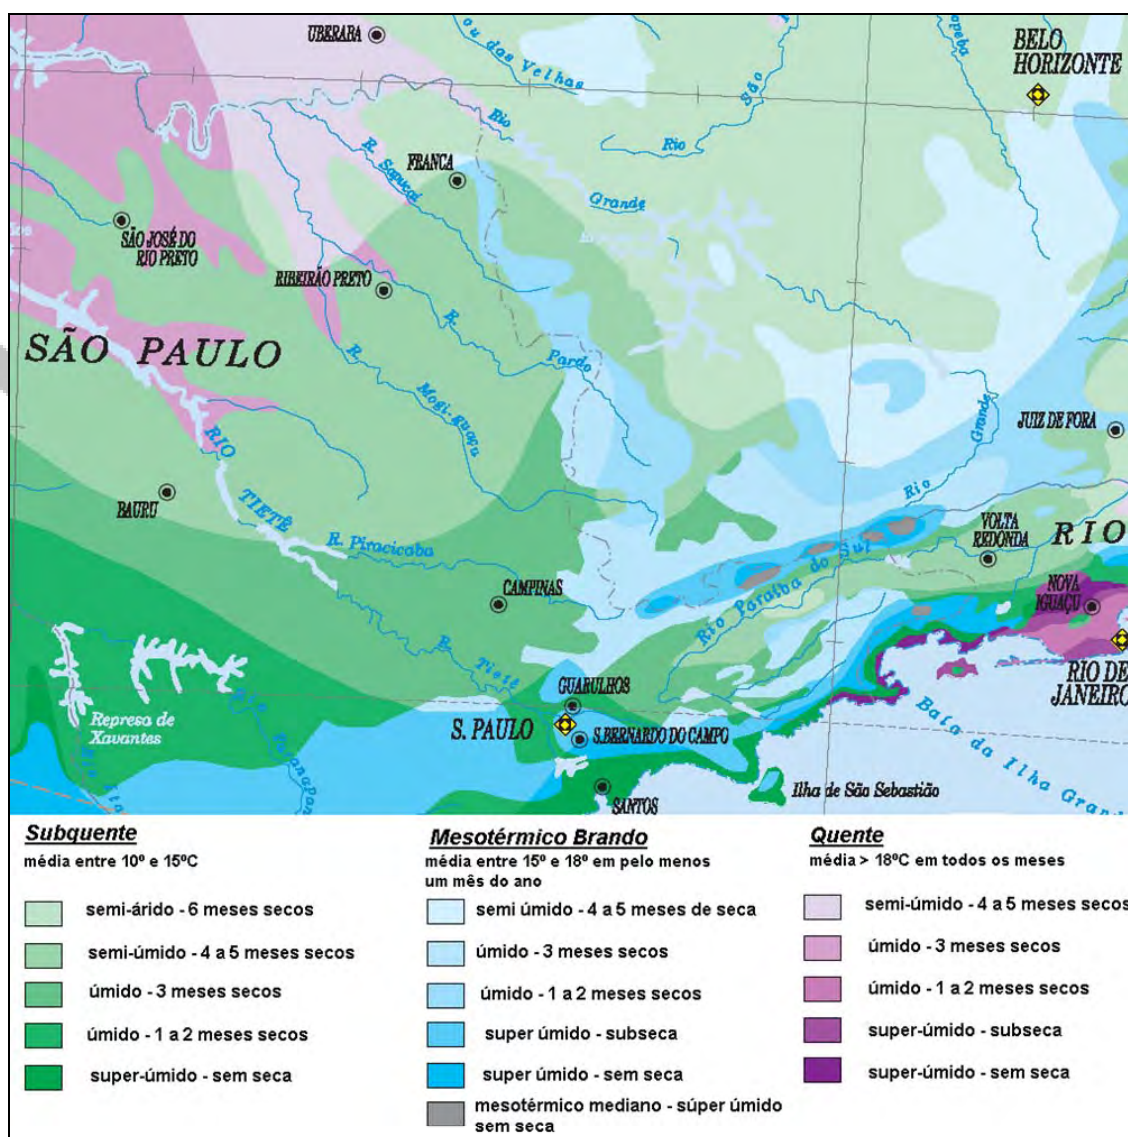 UBERABA
ou das Velhas
São
opeba
BELO
HORIZONTE
Rio
Rio
FRANCA
R. Sapucaí
Grande
SÃO JOSÉ DO
RIO PRETO
RIBEIRÃO PRETO
R.
Pardo
SÃO PAULO
R.
Mogi-guaçu
Grande
Rio
JUIZ DE FORA
RIO
TIETÊ
BAURU
R. Piracicaba
CAMPINAS
Rio Paraíba do Sul
VOLTA
REDONDA
RIO
NOVA
IGUAÇU
RIO DE
JANEIRO
R. Tietê
GUARULHOS
S. PAULO
S. BERNARDO DO CAMPO
Represa de
Xavantes
Rio
Paranapan
Ita
SANTOS
Ilha de São Sebastião
Baía da Ilha Grand
Subquente
média entre 10º e 15ºC
semi-árido - 6 meses secos
semi-úmido - 4 a 5 meses secos
úmido - 3 meses secos
úmido - 1 a 2 meses secos
super-úmido - sem seca
Mesotérmico Brando
média entre 15º e 18º em pelo menos
um mês do ano
semi úmido - 4 a 5 meses de seca
úmido - 3 meses secos
úmido - 1 a 2 meses secos
super úmido - subseca
super úmido - sem seca
mesotérmico mediano - súper úmido
sem seca
Quente
média > 18ºC em todos os meses
semi-úmido - 4 a 5 meses secos
úmido - 3 meses secos
úmido - 1 a 2 meses secos
super-úmido - subseca
super-úmido - sem seca